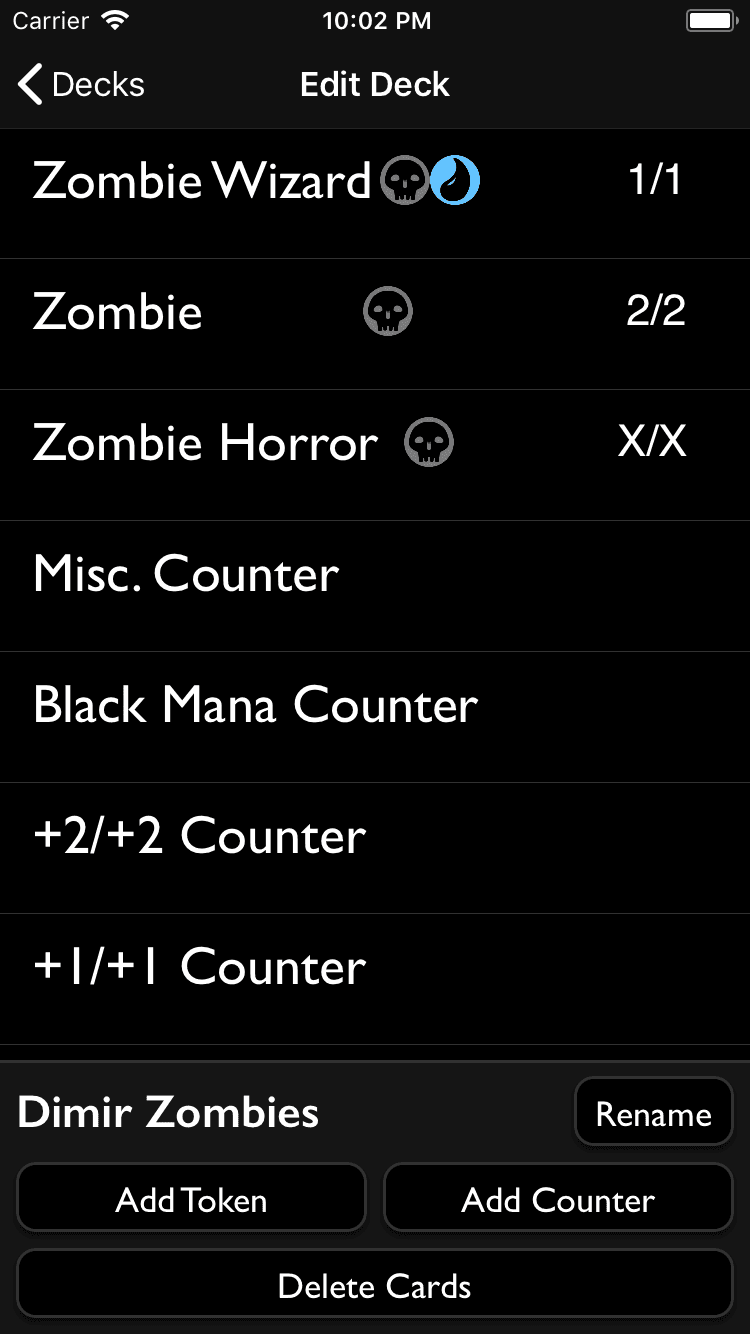 Carrier 10:02 PM
Decks Edit Deck
Zombie Wizard 1/1
Zombie 2/2
Zombie Horror X/X
Misc. Counter
Black Mana Counter
+2/+2 Counter
+1/+1 Counter
Dimir Zombies Rename
Add Token Add Counter
Delete Cards